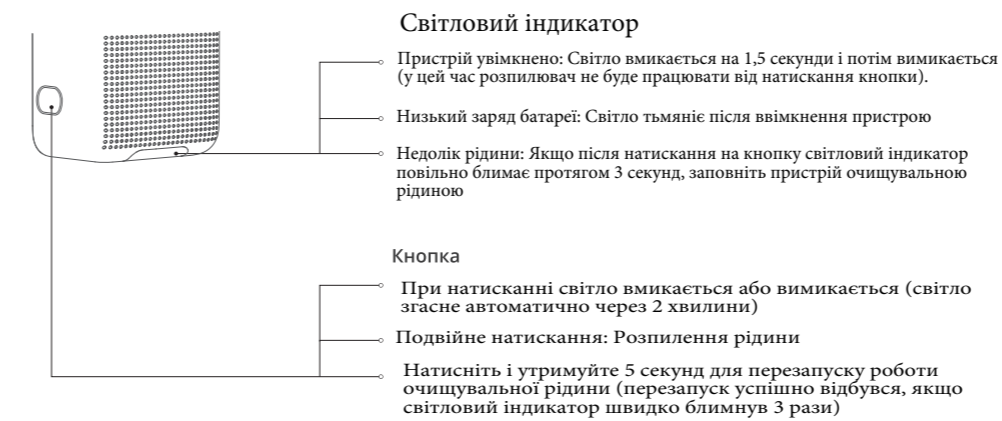 Світловий індикатор
Пристрій увімкнено: Світло вмикається на 1,5 секунди і потім вимикається
(у цей час розпилювач не буде працювати від натискання кнопки).
Низький заряд батареї: Світло тьмяніє після ввімкнення пристрою
Недолік рідини: Якщо після натискання на кнопку світловий індикатор
повільно блимає протягом 3 секунд, заповніть пристрій очищувальною
рідиною
Кнопка
При натисканні світло вмикається або вимикається (світло
згасне автоматично через 2 хвилини)
Подвійне натискання: Розпилення рідини
Натисніть і утримуйте 5 секунд для перезапуску роботи
очищувальної рідини (перезапуск успішно відбувся, якщо
світловий індикатор швидко блимнув 3 рази)